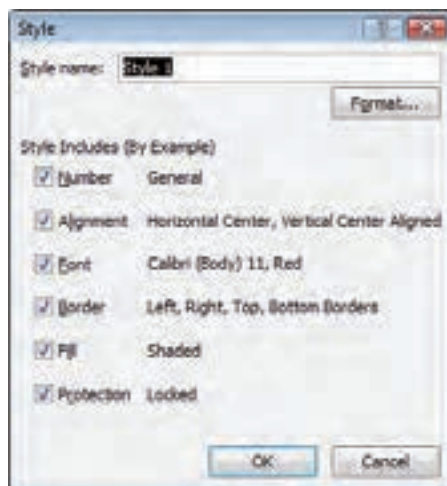 Style
Style name: Style 1
Format...
Style Includes (By Example)
Number General
Alignment Horizontal Center, Vertical Center Aligned
Font Calibri (Body) 11, Red
Border Left, Right, Top, Bottom Borders
Fill Shaded
Protection Locked
OK Cancel